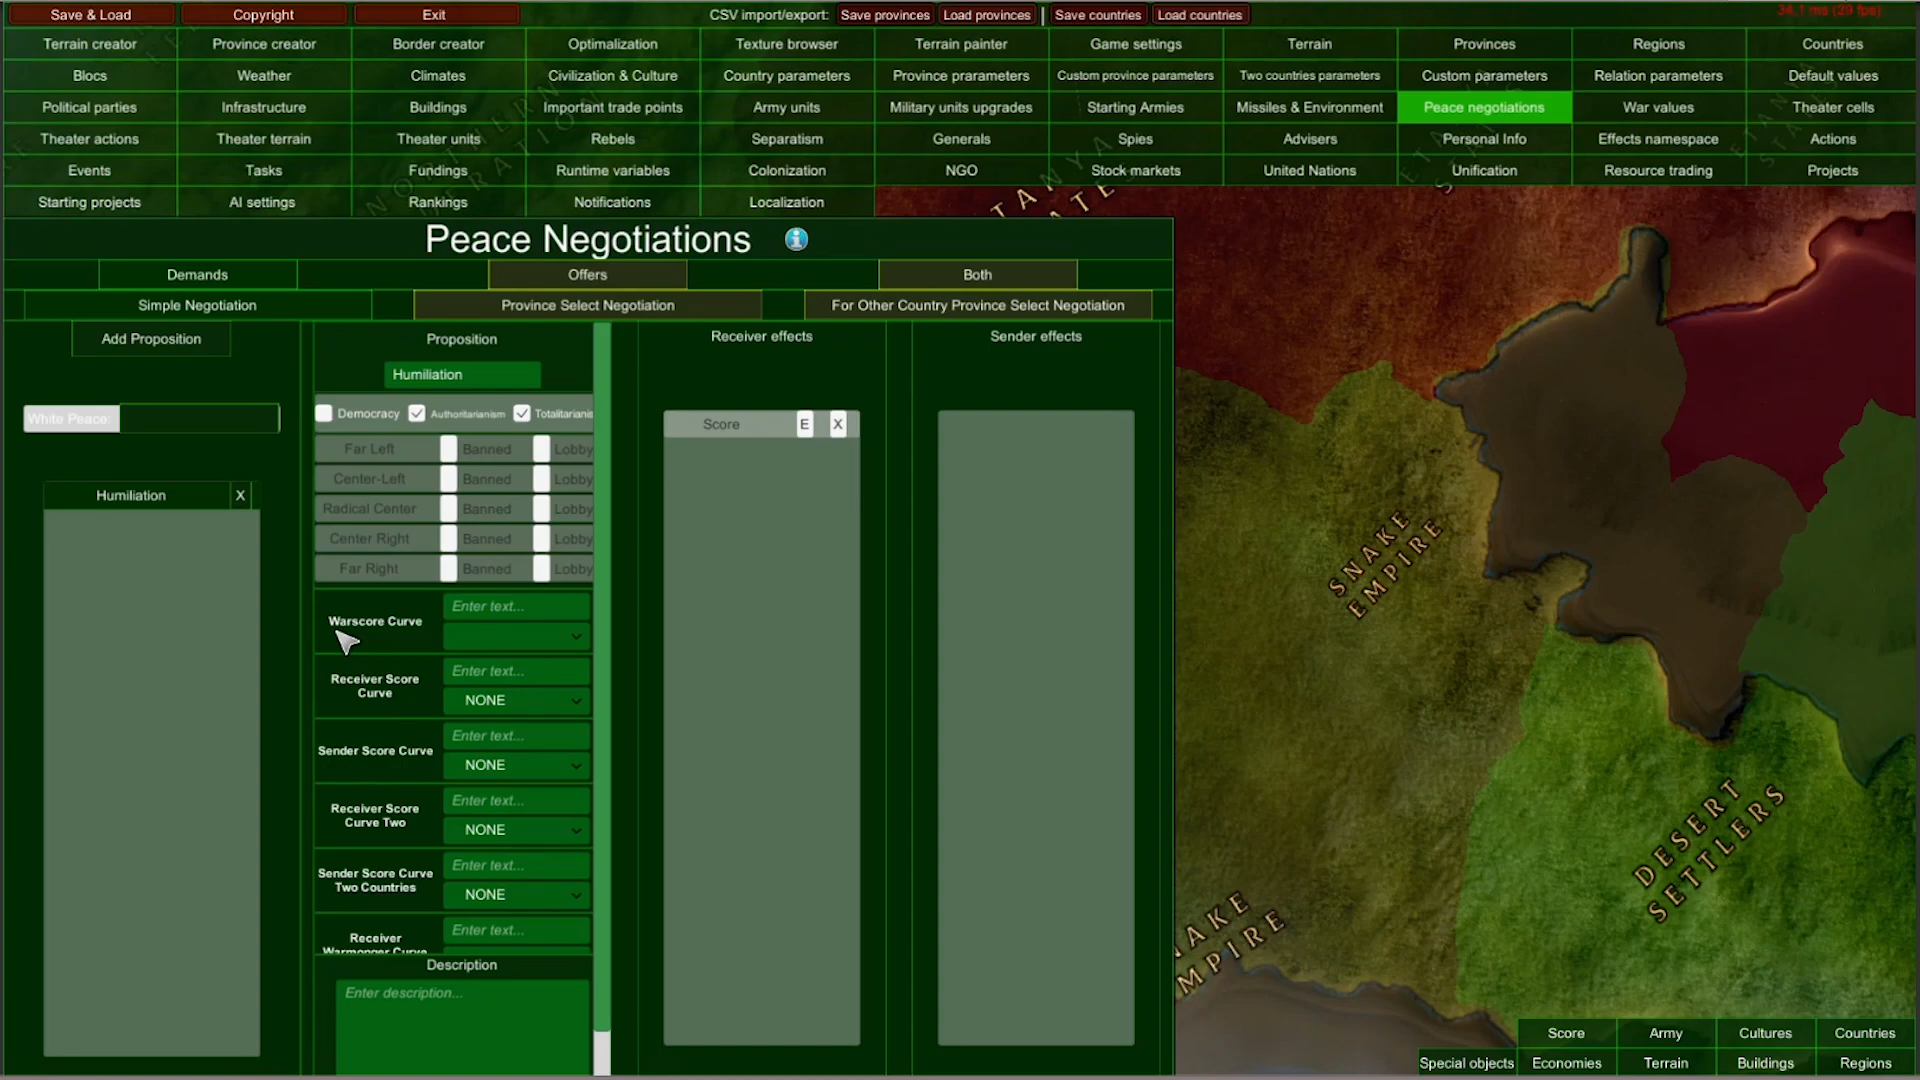 Save & Load Copyright Exit CSV import/export: Save provinces Load provinces | Save countries Load countries 34.1 ms (29 fps)
Terrain creator Province creator Border creator Optimalization Texture browser Terrain painter Game settings Terrain Provinces Regions Countries
Blocs Weather Climates Civilization & Culture Country parameters Province prarameters Custom province parameters Two countries parameters Custom parameters Relation parameters Default values
Political parties Infrastructure Buildings Important trade points Army units Military units upgrades Starting Armies Missiles & Environment Peace negotiations War values Theater cells
Theater actions Theater terrain Theater units Rebels Separatism Generals Spies Advisers Personal Info Effects namespace Actions
Events Tasks Fundings Runtime variables Colonization NGO Stock markets United Nations Unification Resource trading Projects
Starting projects AI settings Rankings Notifications Localization
Peace Negotiations
Demands Offers Both
Simple Negotiation Province Select Negotiation For Other Country Province Select Negotiation
Add Proposition Proposition Receiver effects Sender effects
Humiliation
White Peace:
Democracy Authoritarianism Totalitarianis
Score E X
Far Left Banned Lobby
Center-Left Banned Lobby
Humiliation X
Radical Center Banned Lobby
Center Right Banned Lobby
Far Right Banned Lobby
Warscore Curve Enter text...
Receiver Score Curve Enter text...
NONE
Sender Score Curve Enter text...
NONE
Receiver Score Curve Two Enter text...
NONE
Sender Score Curve Two Countries Enter text...
NONE
Receiver Warmonger Curve Enter text...
Description
Enter description...
SNAKE
EMPIRE
DESERT
SETTLERS
NAKE
EMPIRE
Score Army Cultures Countries
Special objects Economies Terrain Buildings Regions